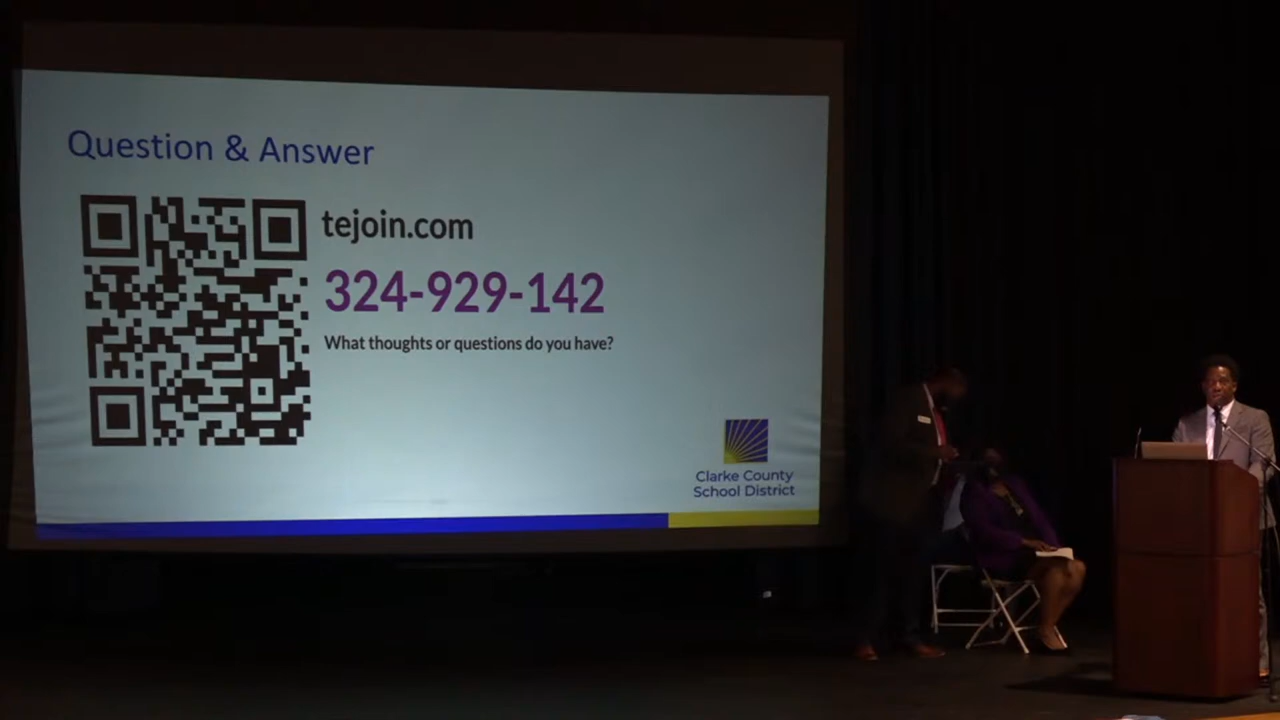 Question & Answer
tejoin.com
324-929-142
What thoughts or questions do you have?
Clarke County
School District